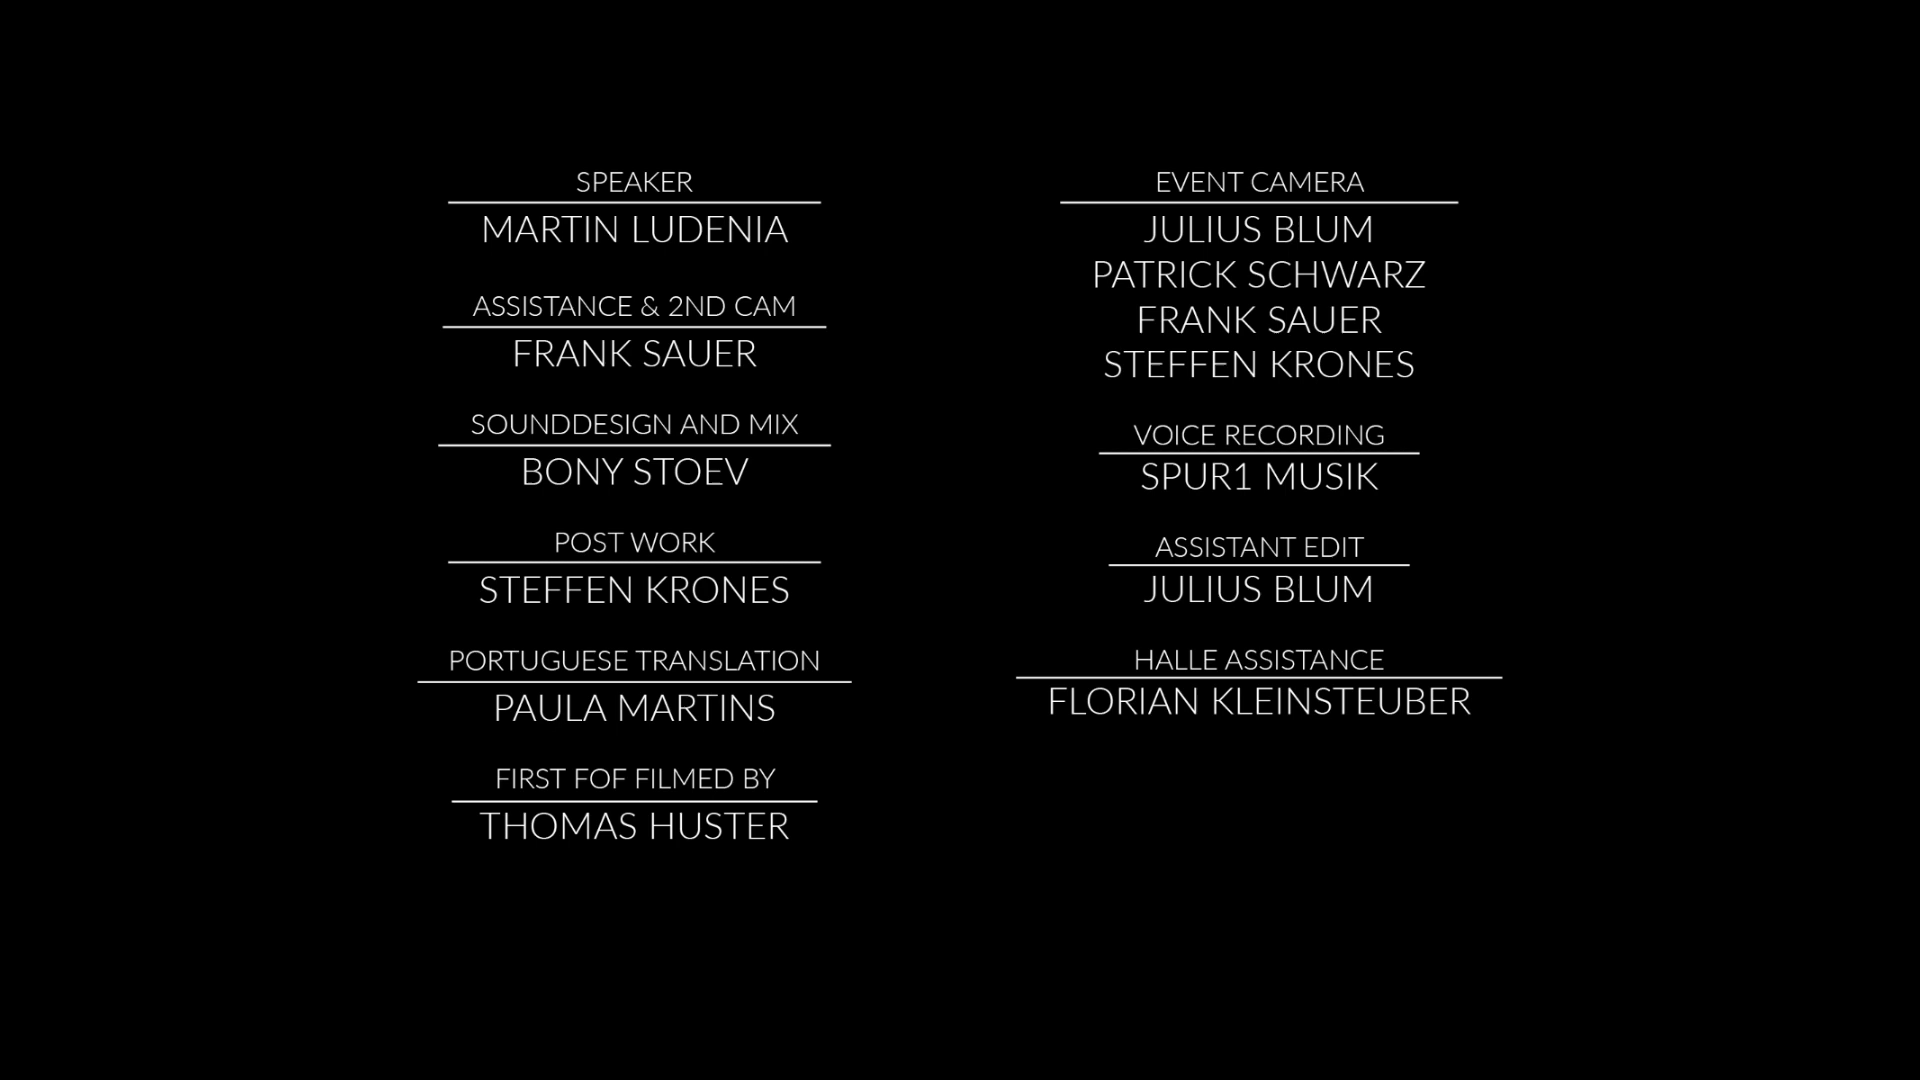 SPEAKER
MARTIN LUDENIA
ASSISTANCE & 2ND CAM
FRANK SAUER
SOUNDDESIGN AND MIX
BONY STOEV
POST WORK
STEFFEN KRONES
PORTUGUESE TRANSLATION
PAULA MARTINS
FIRST FOF FILMED BY
THOMAS HUSTER
EVENT CAMERA
JULIUS BLUM
PATRICK SCHWARZ
FRANK SAUER
STEFFEN KRONES
VOICE RECORDING
SPUR1 MUSIK
ASSISTANT EDIT
JULIUS BLUM
HALLE ASSISTANCE
FLORIAN KLEINSTEUBER